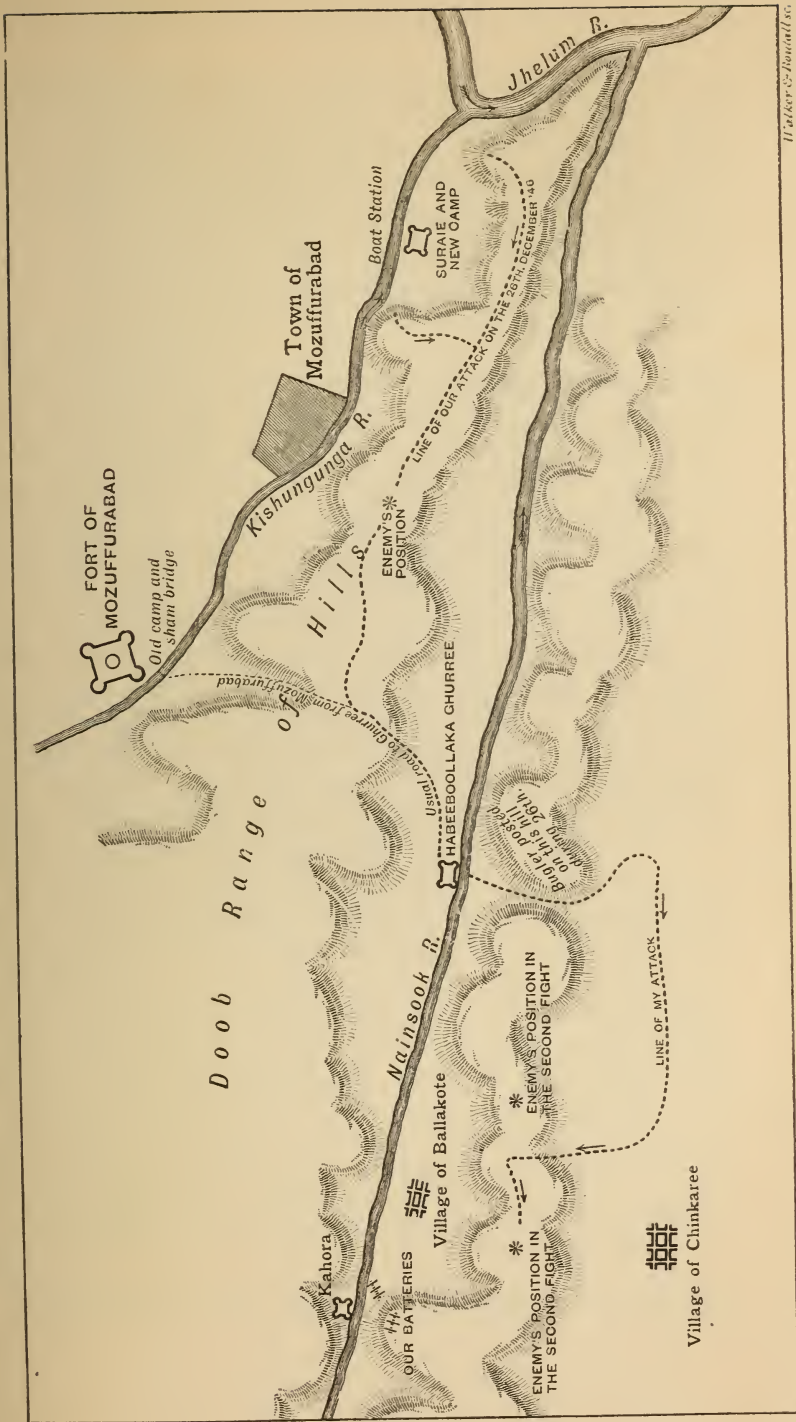 Jhelum R.
Boat Station
SURAIE AND
NEW CAMP
Town of
Mozuffurabad
Kishungunga R.
LINE OF OUR ATTACK ON THE 26TH. DECEMBER '46
FORT OF
MOZUFFURABAD
Old camp and
sham bridge
ENEMY'S
POSITION
Doob Range of Hills
Usual road to Ghurree from Mozuffurabad
HABEEBOOLLAKA GHURREE
Bugler posted
on this hill
during 26th.
Nainsook R.
LINE OF MY ATTACK
ENEMY'S POSITION IN
THE SECOND FIGHT
Village of Ballakote
Kahora
OUR BATTERIES
ENEMY'S POSITION IN
THE SECOND FIGHT
Village of Chinkaree
Walker & Boutall sc.